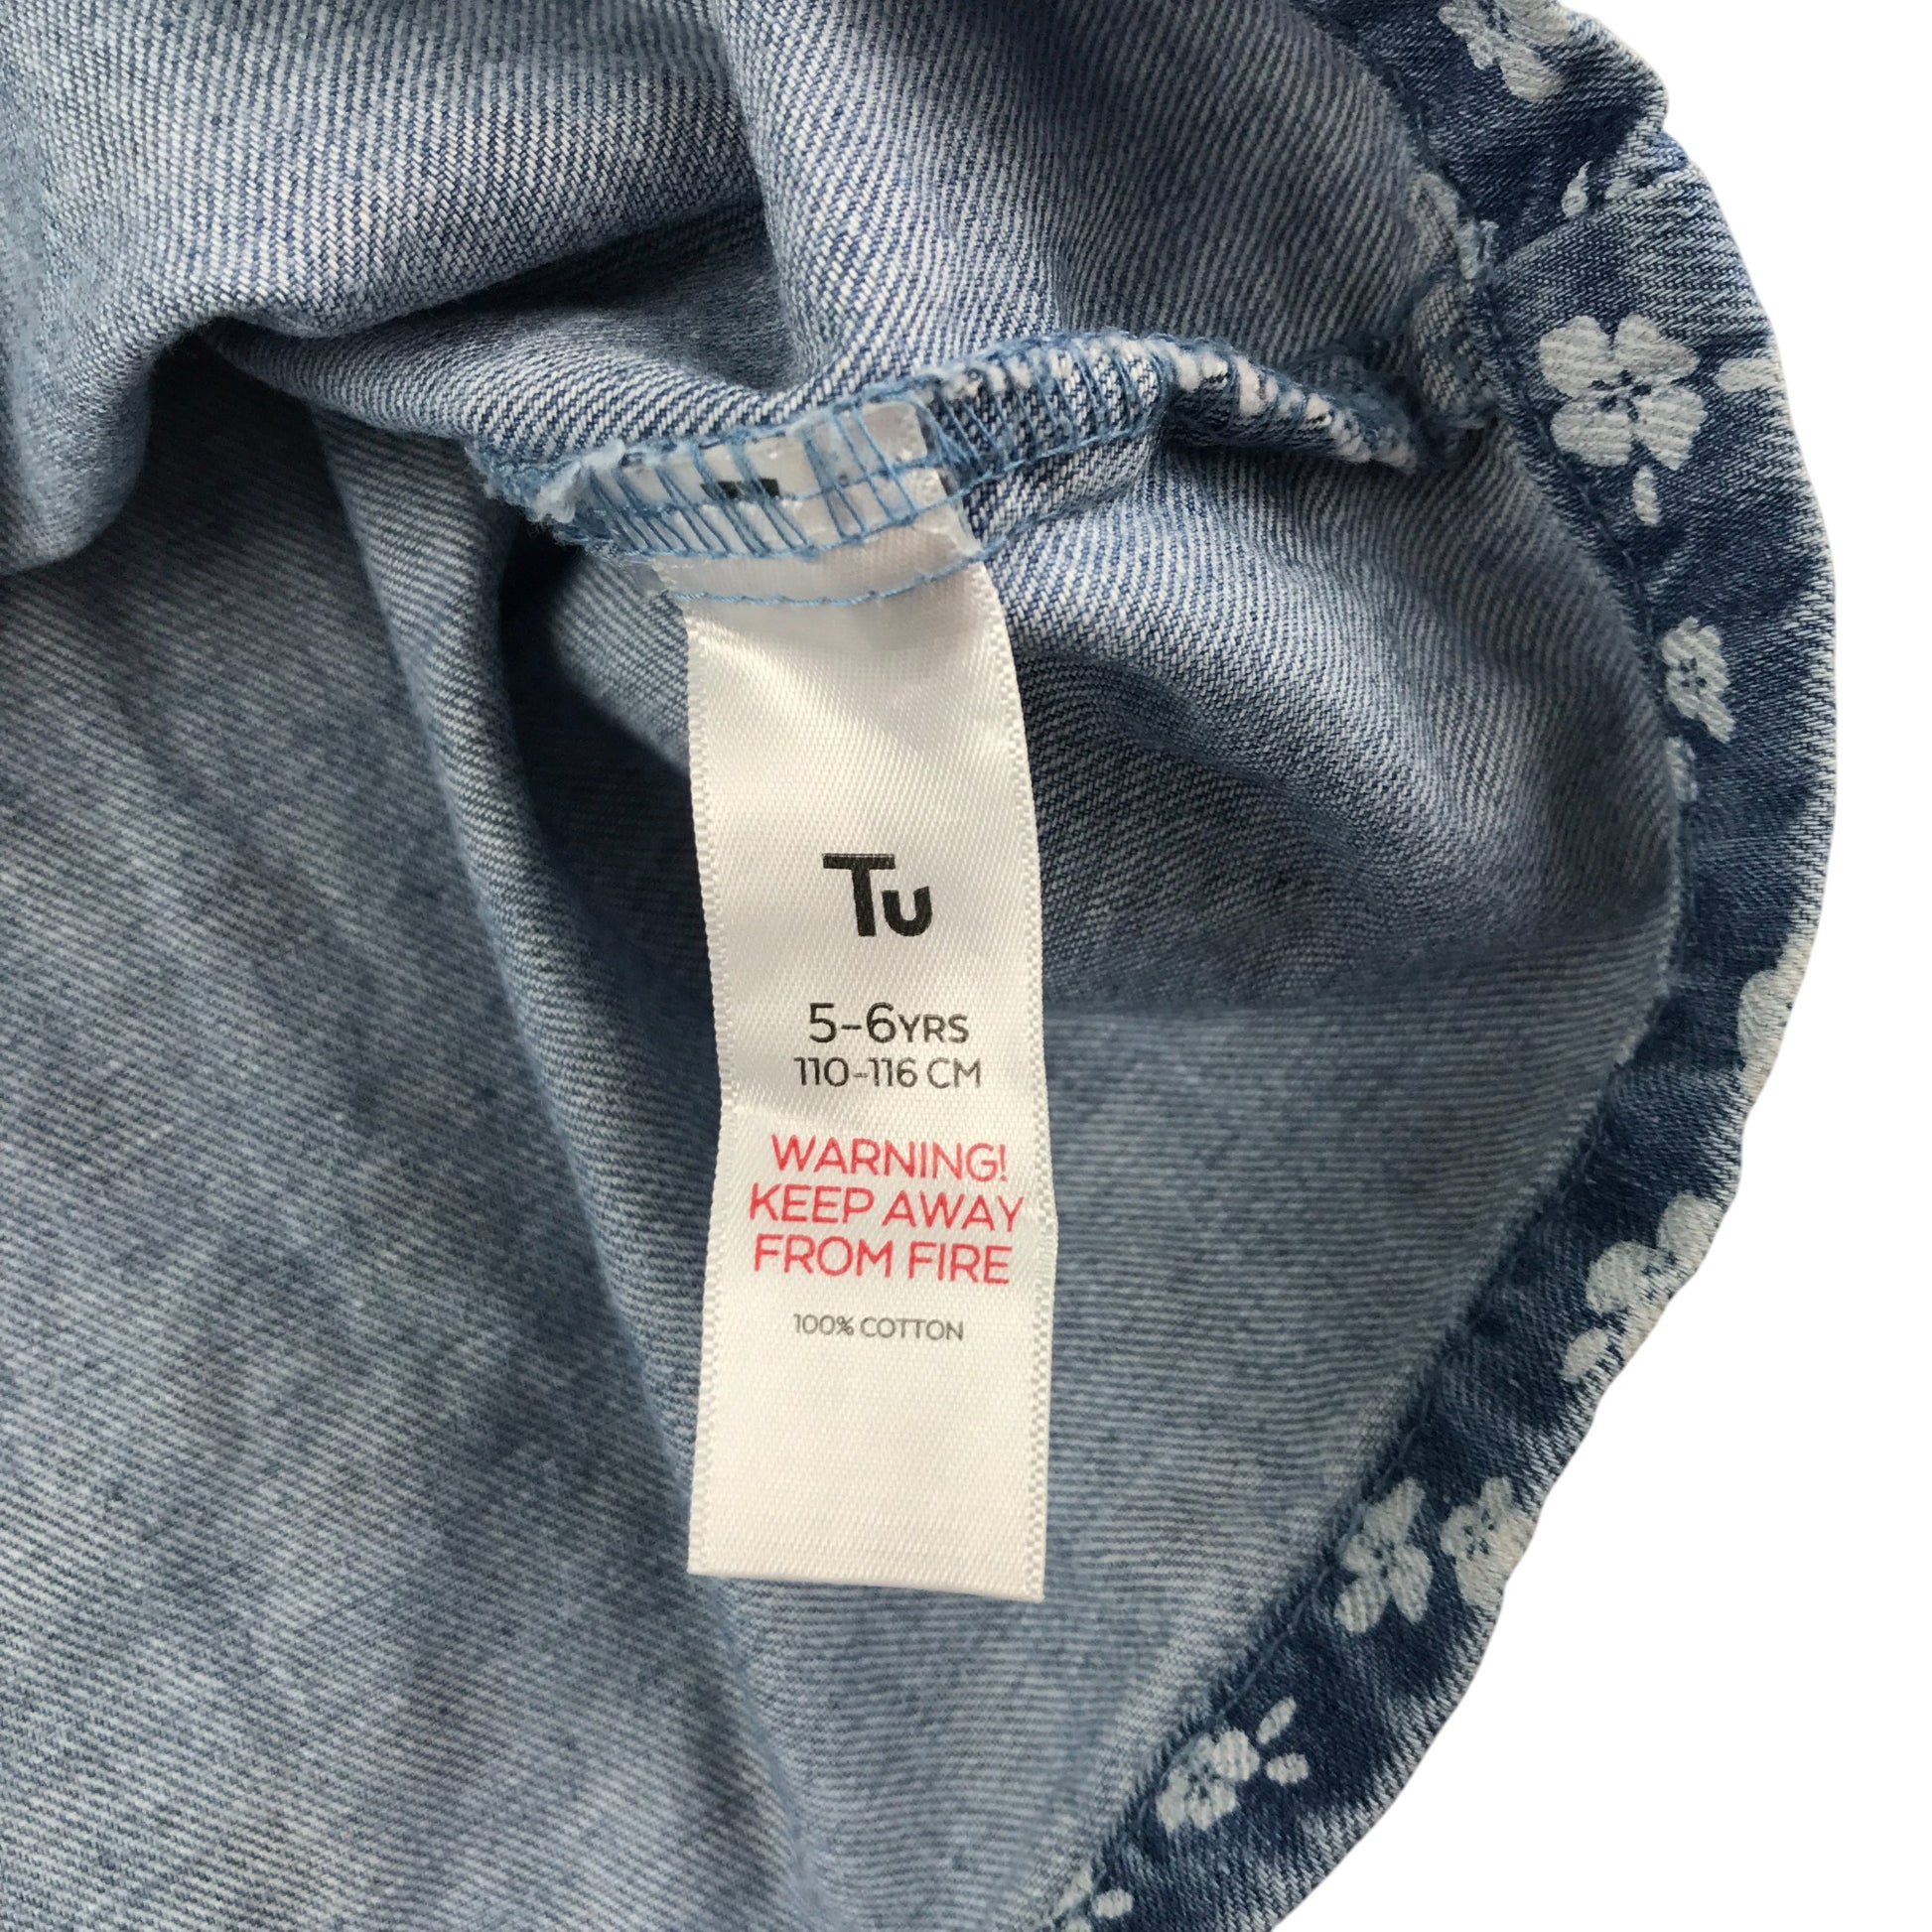 Tu
5-6YRS
110-116 CM
WARNING!
KEEP AWAY
FROM FIRE
100% COTTON